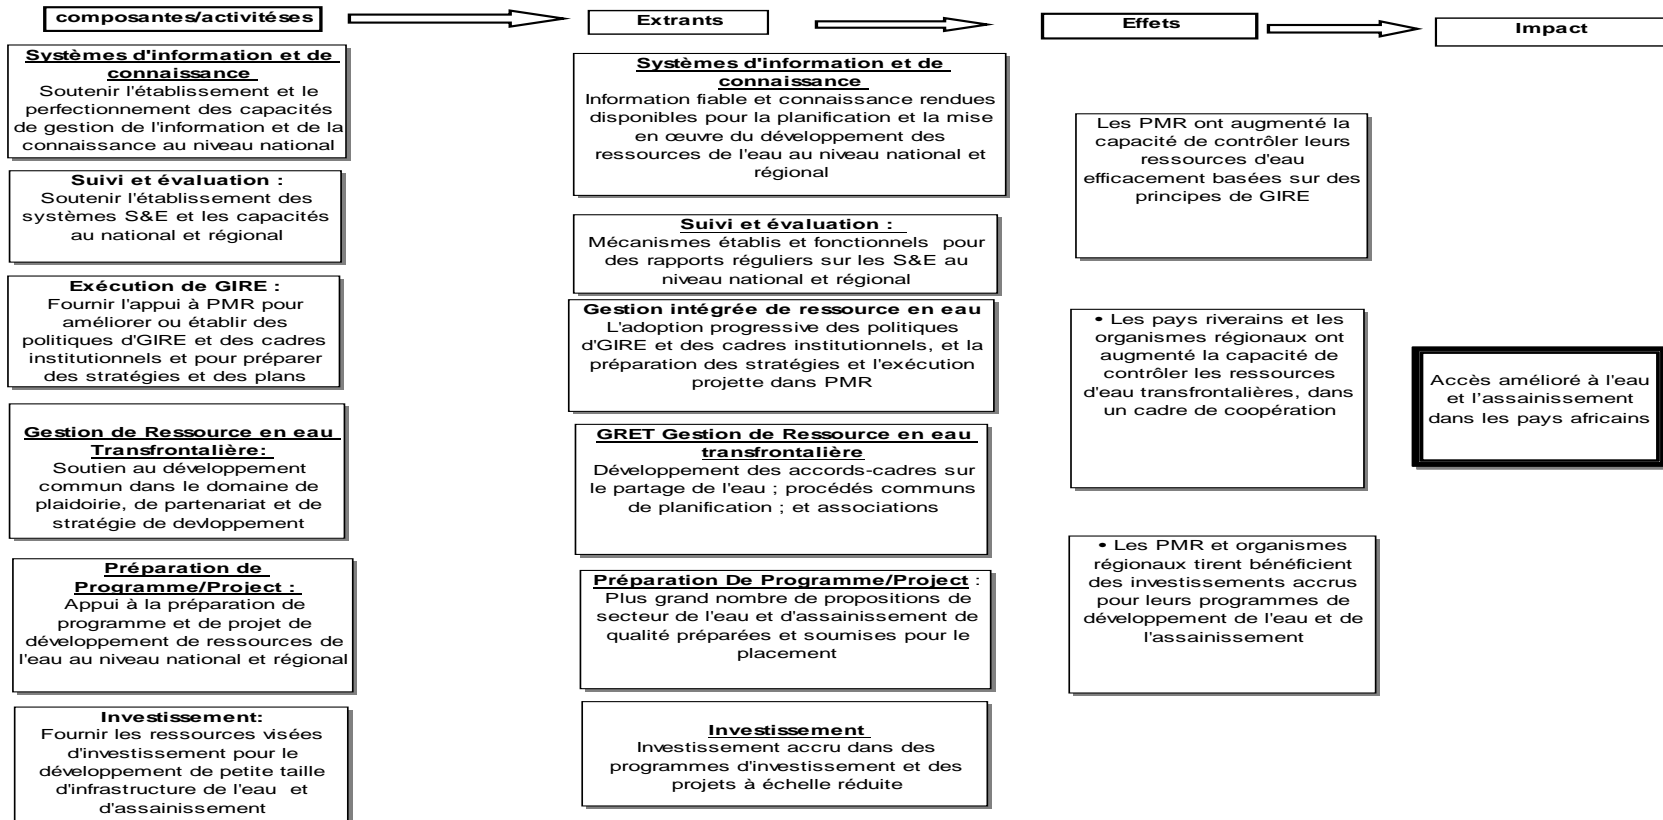 composantes/activitéses
Extrants
Effets
Impact
Systèmes d'information et de
connaissance
Soutenir l'établissement et le
perfectionnement des capacités
de gestion de l'information et de la
connaissance au niveau national
Suivi et évaluation :
Soutenir l'établissement des
systèmes S&E et les capacités
au national et régional
Exécution de GIRE :
Fournir l'appui à PMR pour
améliorer ou établir des
politiques d'GIRE et des cadres
institutionnels et pour préparer
des stratégies et des plans
Gestion de Ressource en eau
Transfrontalière:
Soutien au développement
commun dans le domaine de
plaidoirie, de partenariat et de
stratégie de devloppement
Préparation de
Programme/Project :
Appui à la préparation de
programme et de projet de
développement de ressources de
l'eau au niveau national et régional
Investissement:
Fournir les ressources visées
d'investissement pour le
développement de petite taille
d'infrastructure de l'eau et
d'assainissement
Systèmes d'information et de
connaissance
Information fiable et connaissance rendues
disponibles pour la planification et la mise
en œuvre du développement des
ressources de l'eau au niveau national et
régional
Suivi et évaluation :
Mécanismes établis et fonctionnels pour
des rapports réguliers sur les S&E au
niveau national et régional
Gestion intégrée de ressource en eau
L'adoption progressive des politiques
d'GIRE et des cadres institutionnels, et la
préparation des stratégies et l'exécution
projette dans PMR
GRET Gestion de Ressource en eau
transfrontalière
Développement des accords-cadres sur
le partage de l'eau ; procédés communs
de planification ; et associations
Préparation De Programme/Project :
Plus grand nombre de propositions de
secteur de l'eau et d'assainissement de
qualité préparées et soumises pour le
placement
Investissement
Investissement accru dans des
programmes d'investissement et des
projets à échelle réduite
Les PMR ont augmenté la
capacité de contrôler leurs
ressources d'eau
efficacement basées sur des
principes de GIRE
• Les pays riverains et les
organismes régionaux ont
augmenté la capacité de
contrôler les ressources
d'eau transfrontalières, dans
un cadre de coopération
• Les PMR et organismes
régionaux tirent bénéficient
des investissements accrus
pour leurs programmes de
développement de l'eau et de
l'assainissement
Accès amélioré à l'eau
et l'assainissement
dans les pays africains